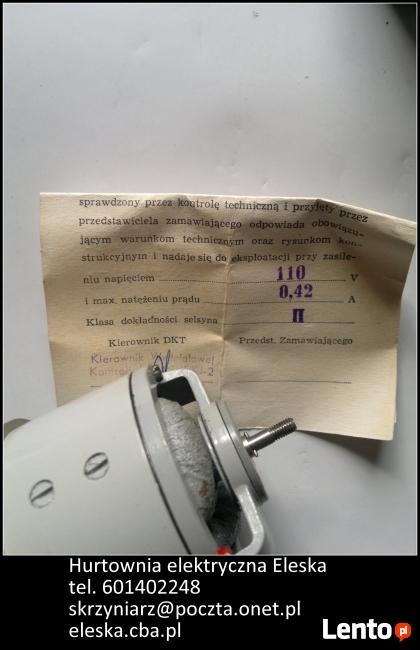 sprawdzony przez kontrolę techniczną i przyjęty przez
przedstawiciela zamawiającego odpowiada obowiązu-
jącym warunkom technicznym oraz rysunkom kon-
strukcyjnym i nadaje się do eksploatacji przy zasile-
niu napięciem 110 V
i max. natężeniu prądu 0,42 A
Klasa dokładności selsyna II
Kierownik DKT Przedst. Zamawiającego
Kierownik
Hurtownia elektryczna Eleska
tel. 601402248
skrzyniarz@poczta.onet.pl
eleska.cba.pl
Lento.pl